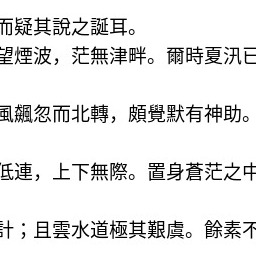 而疑其說之誕耳。
望煙波，茫無津畔。爾時夏汛已
風飆忽而北轉，頗覺默有神助。
低連，上下無際。置身蒼茫之中
計；且雲水道極其艱虞。餘素不